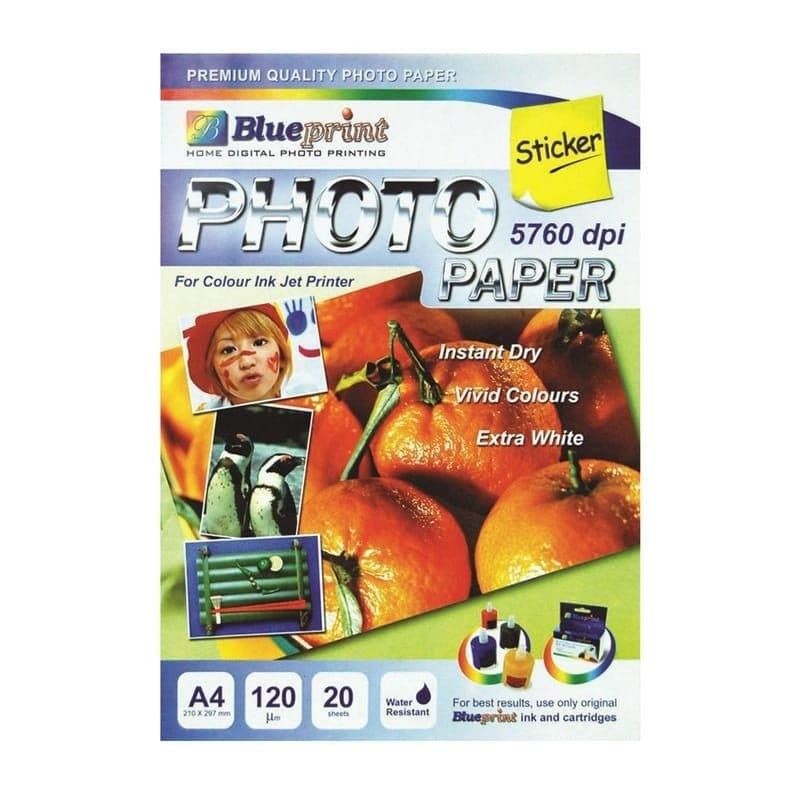 PREMIUM QUALITY PHOTO PAPER
B Blueprint
HOME DIGITAL PHOTO PRINTING
Sticker
PHOTO
5760 dpi
PAPER
For Colour Ink Jet Printer
Instant Dry
Vivid Colours
Extra White
A4
210 X 297 mm
120
µm
20
sheets
Water
Resistant
For best results, use only original
Blueprint ink and cartridges